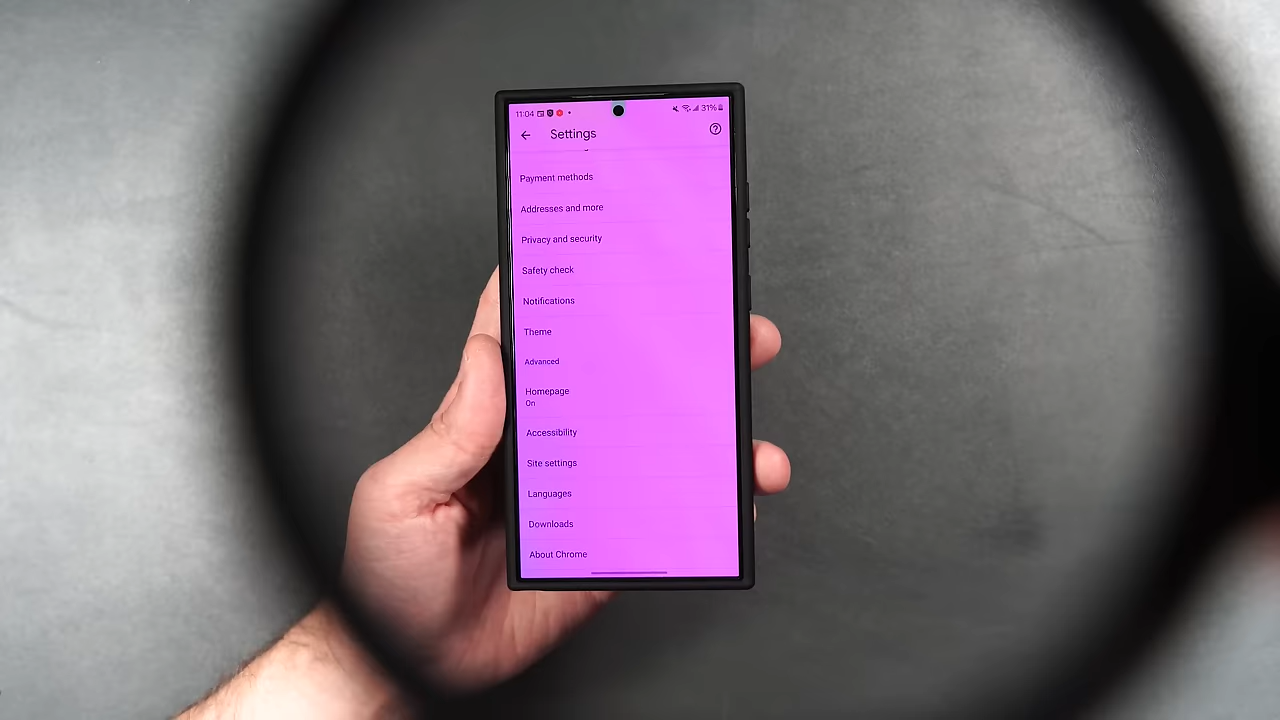 11:04 31%
Settings
Payment methods
Addresses and more
Privacy and security
Safety check
Notifications
Theme
Advanced
Homepage
On
Accessibility
Site settings
Languages
Downloads
About Chrome